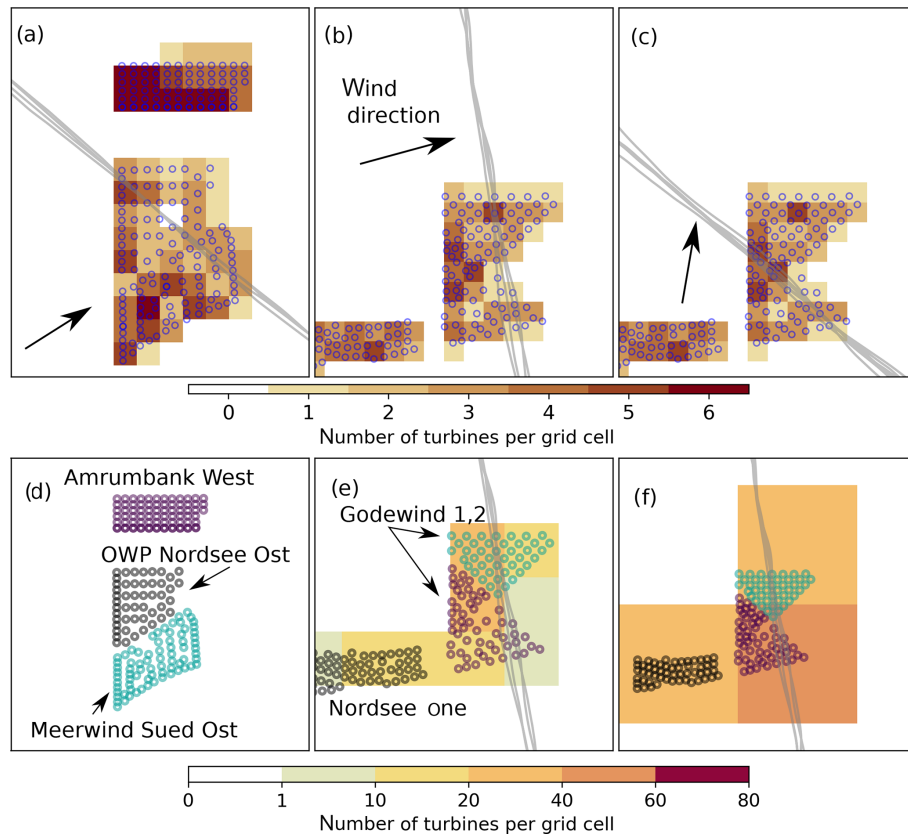 (a)
(b)
(c)
Wind
direction
0 1 2 3 4 5 6
Number of turbines per grid cell
(d)
Amrumbank West
OWP Nordsee Ost
Meerwind Sued Ost
(e)
Godewind 1,2
Nordsee one
(f)
0 1 10 20 40 60 80
Number of turbines per grid cell